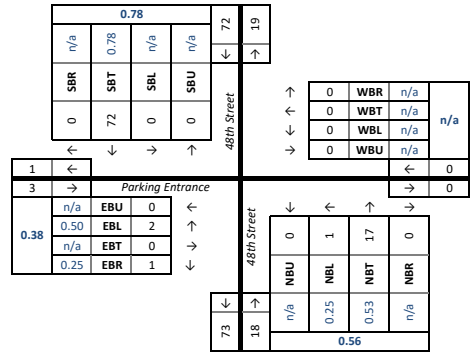 0.78
n/a 0.78 n/a n/a
SBR SBT SBL SBU
0 72 0 0
← ↓ → ↑
72 19
↓ ↑
48th Street
↑ 0 WBR n/a
← 0 WBT n/a
↓ 0 WBL n/a
→ 0 WBU n/a
n/a
1 ←
← 0
3 → Parking Entrance
→ 0
0.38
n/a EBU 0 ←
0.50 EBL 2 ↑
n/a EBT 0 →
0.25 EBR 1 ↓
48th Street
↓ ← ↑ →
0 1 17 0
NBU NBL NBT NBR
n/a 0.25 0.53 n/a
0.56
↓ ↑
73 18